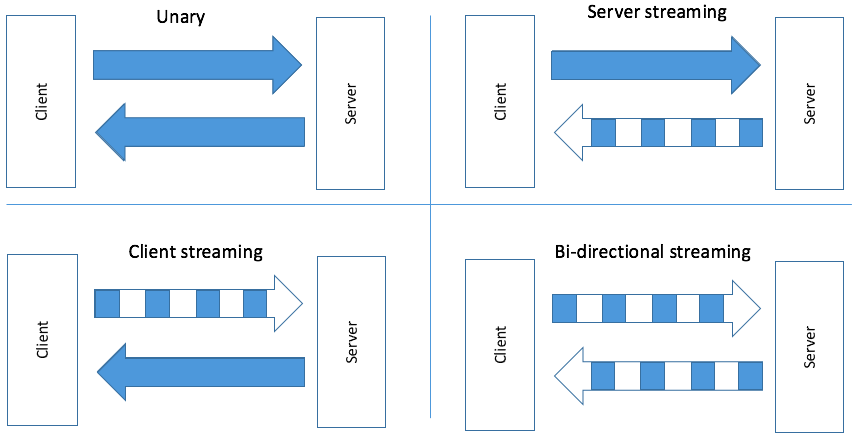 Unary
Client
Server
Server streaming
Client
Server
Client streaming
Client
Server
Bi-directional streaming
Client
Server